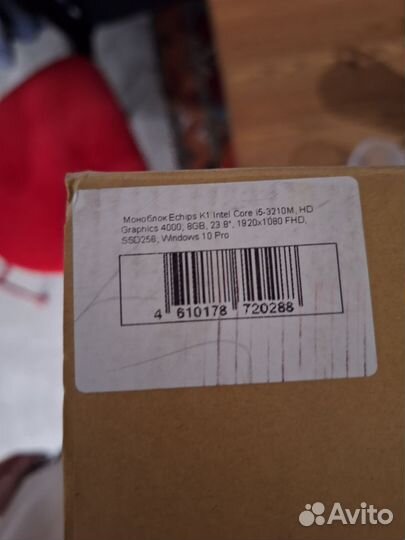 Моноблок Echips K1 Intel Core i5-3210M, HD
Graphics 4000, 8GB, 23.8", 1920x1080 FHD,
SSD256, Windows 10 Pro
4 610178 720288
Avito